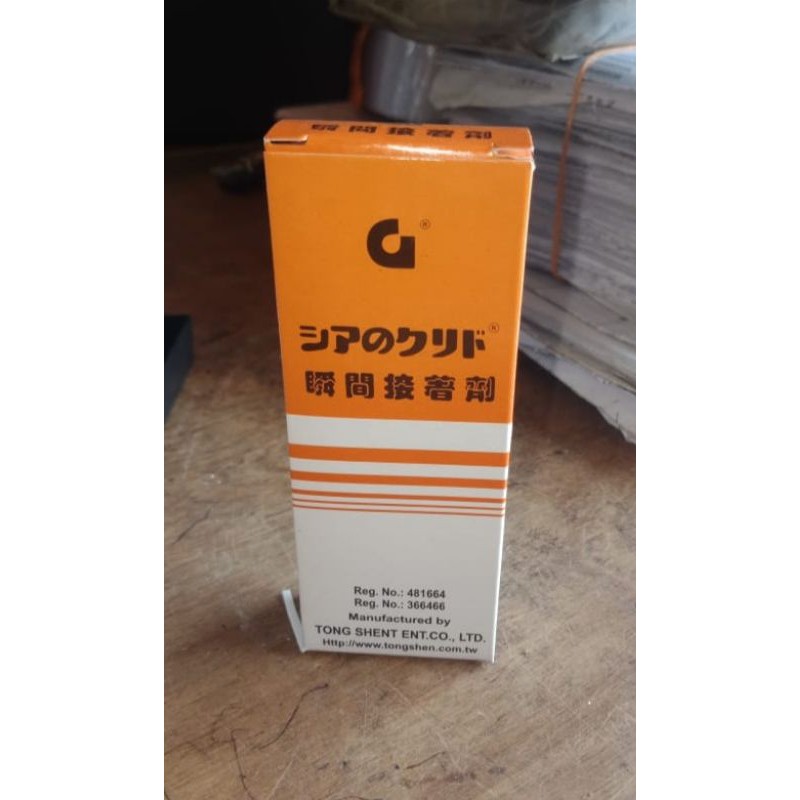 瞬間接着剤
G®
シアのクリド®
瞬間接着剤
Reg. No.: 481664
Reg. No.: 366466
Manufactured by
TONG SHENT ENT.CO., LTD.
Http://www.tongshen.com.tw